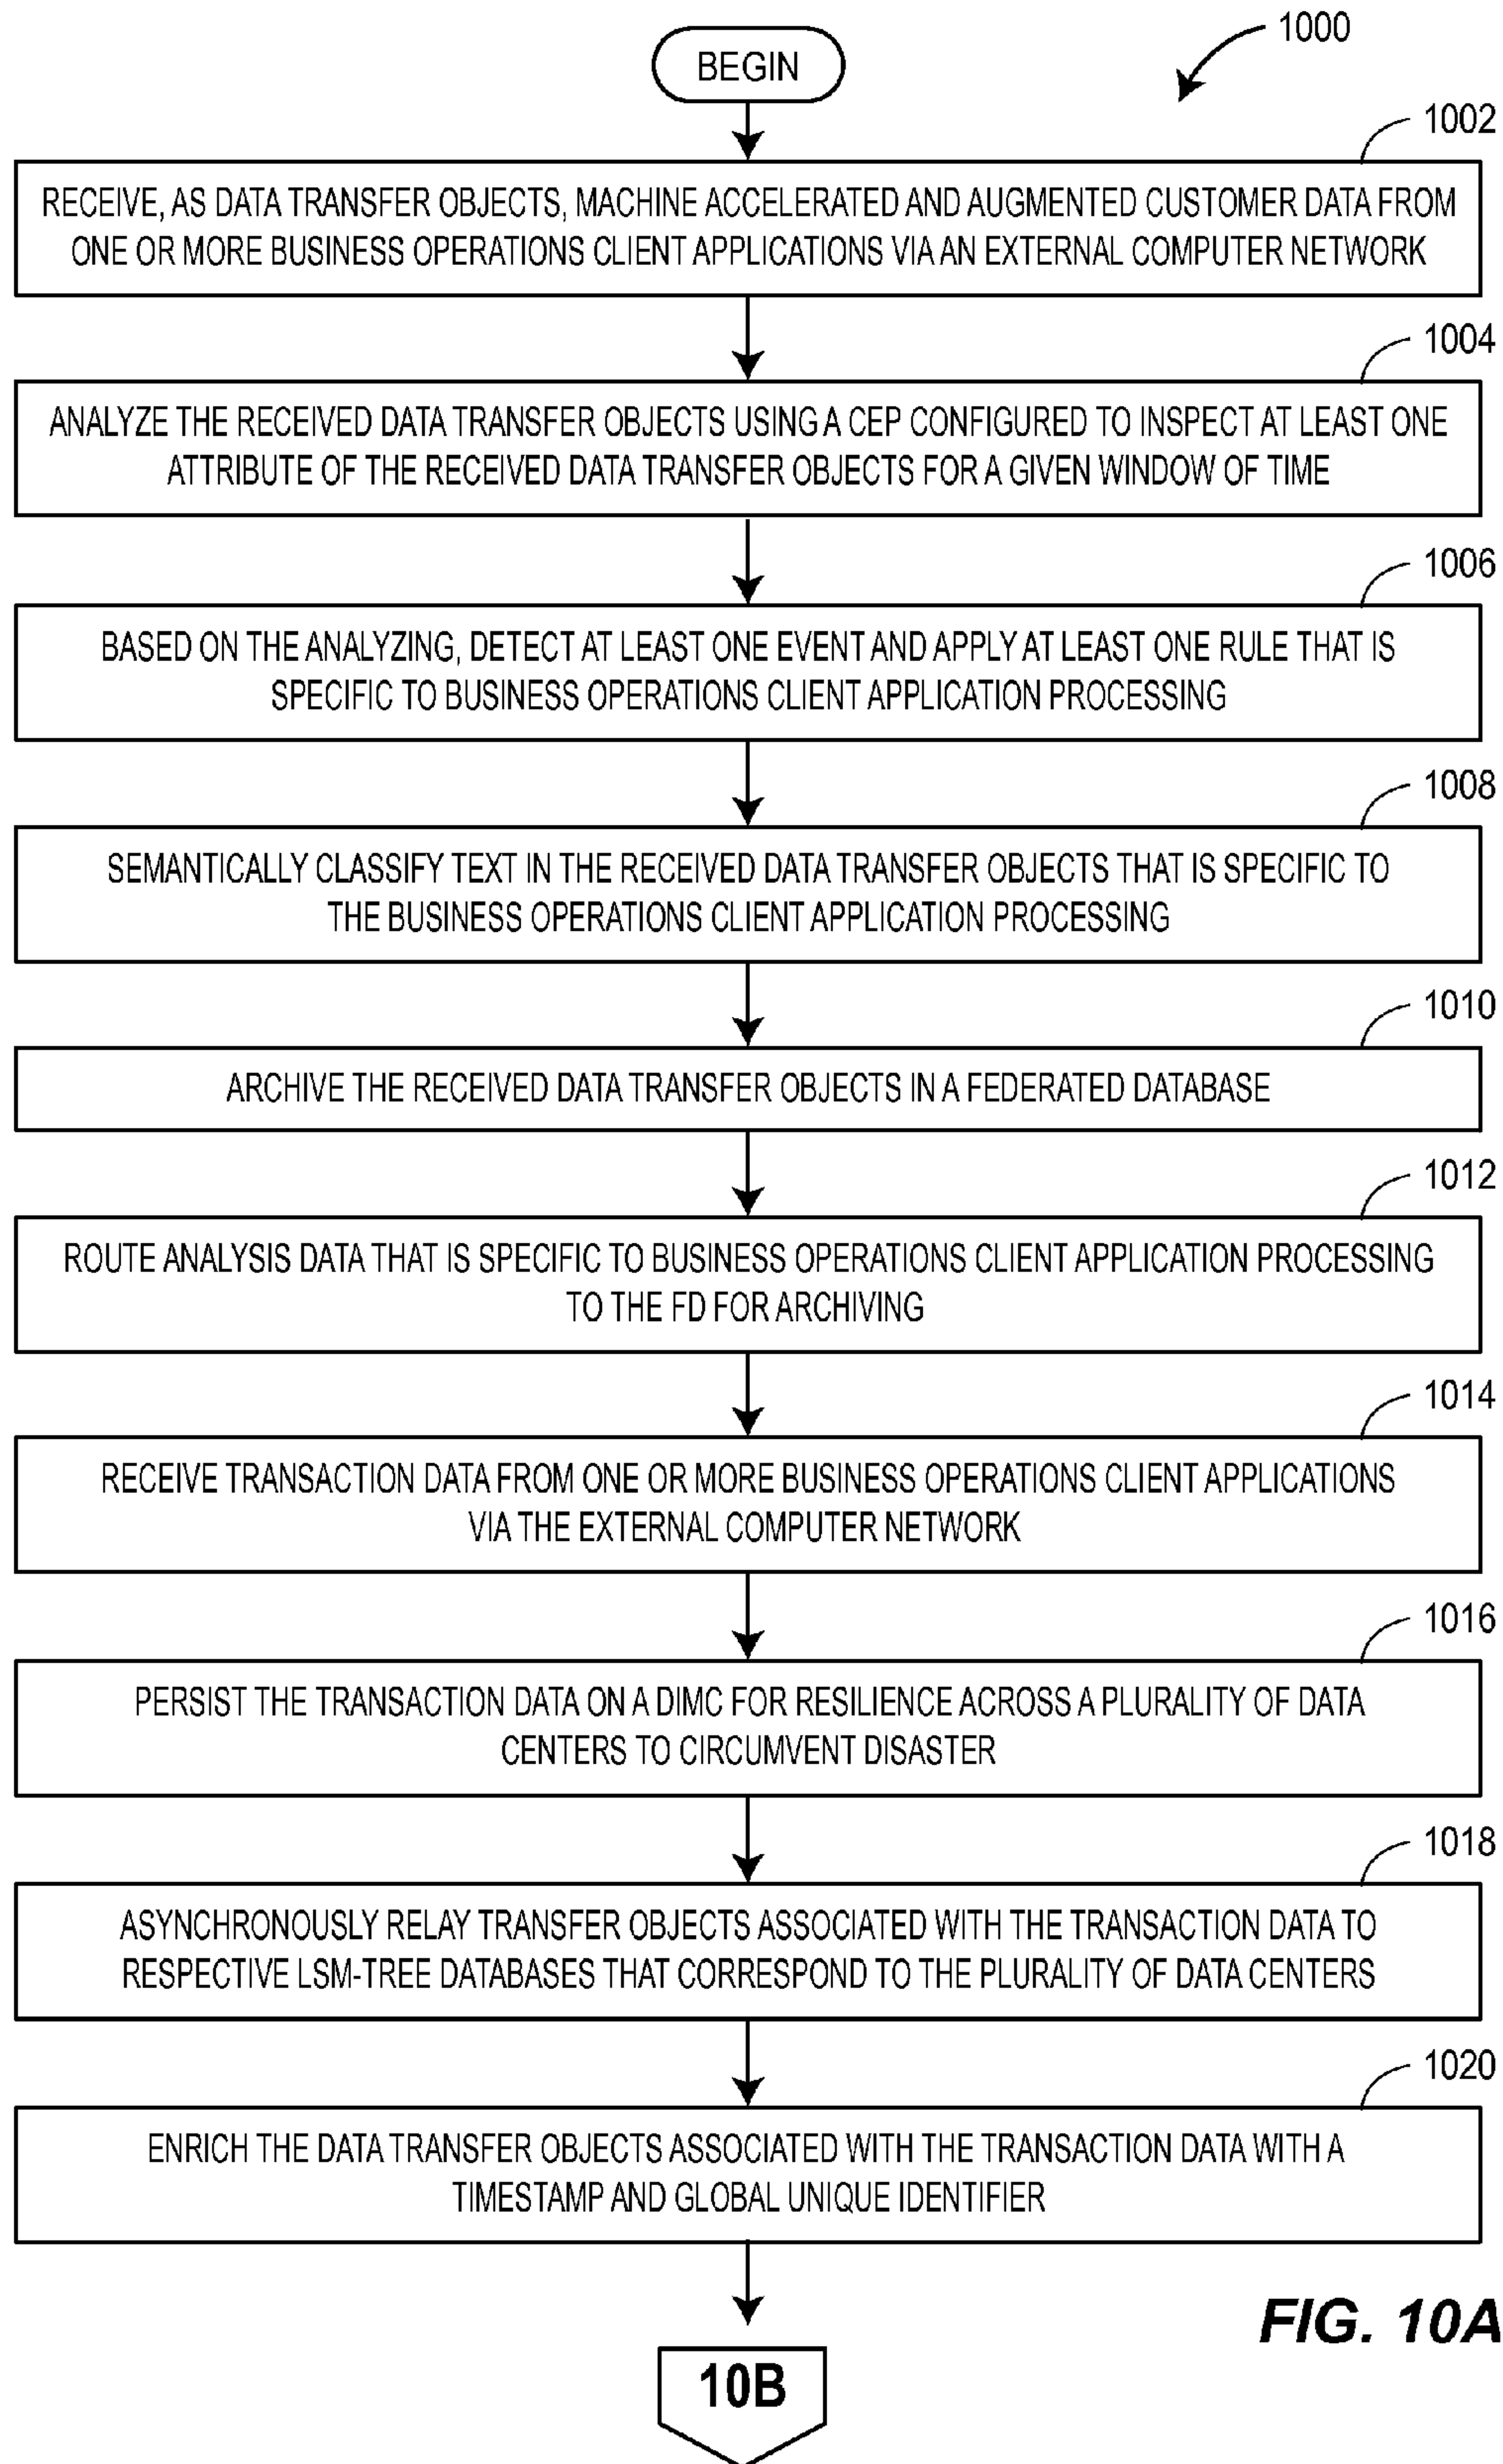 1000
BEGIN
1002
RECEIVE, AS DATA TRANSFER OBJECTS, MACHINE ACCELERATED AND AUGMENTED CUSTOMER DATA FROM
ONE OR MORE BUSINESS OPERATIONS CLIENT APPLICATIONS VIA AN EXTERNAL COMPUTER NETWORK
1004
ANALYZE THE RECEIVED DATA TRANSFER OBJECTS USING A CEP CONFIGURED TO INSPECT AT LEAST ONE
ATTRIBUTE OF THE RECEIVED DATA TRANSFER OBJECTS FOR A GIVEN WINDOW OF TIME
1006
BASED ON THE ANALYZING, DETECT AT LEAST ONE EVENT AND APPLY AT LEAST ONE RULE THAT IS
SPECIFIC TO BUSINESS OPERATIONS CLIENT APPLICATION PROCESSING
1008
SEMANTICALLY CLASSIFY TEXT IN THE RECEIVED DATA TRANSFER OBJECTS THAT IS SPECIFIC TO
THE BUSINESS OPERATIONS CLIENT APPLICATION PROCESSING
1010
ARCHIVE THE RECEIVED DATA TRANSFER OBJECTS IN A FEDERATED DATABASE
1012
ROUTE ANALYSIS DATA THAT IS SPECIFIC TO BUSINESS OPERATIONS CLIENT APPLICATION PROCESSING
TO THE FD FOR ARCHIVING
1014
RECEIVE TRANSACTION DATA FROM ONE OR MORE BUSINESS OPERATIONS CLIENT APPLICATIONS
VIA THE EXTERNAL COMPUTER NETWORK
1016
PERSIST THE TRANSACTION DATA ON A DIMC FOR RESILIENCE ACROSS A PLURALITY OF DATA
CENTERS TO CIRCUMVENT DISASTER
1018
ASYNCHRONOUSLY RELAY TRANSFER OBJECTS ASSOCIATED WITH THE TRANSACTION DATA TO
RESPECTIVE LSM-TREE DATABASES THAT CORRESPOND TO THE PLURALITY OF DATA CENTERS
1020
ENRICH THE DATA TRANSFER OBJECTS ASSOCIATED WITH THE TRANSACTION DATA WITH A
TIMESTAMP AND GLOBAL UNIQUE IDENTIFIER
FIG. 10A
10B